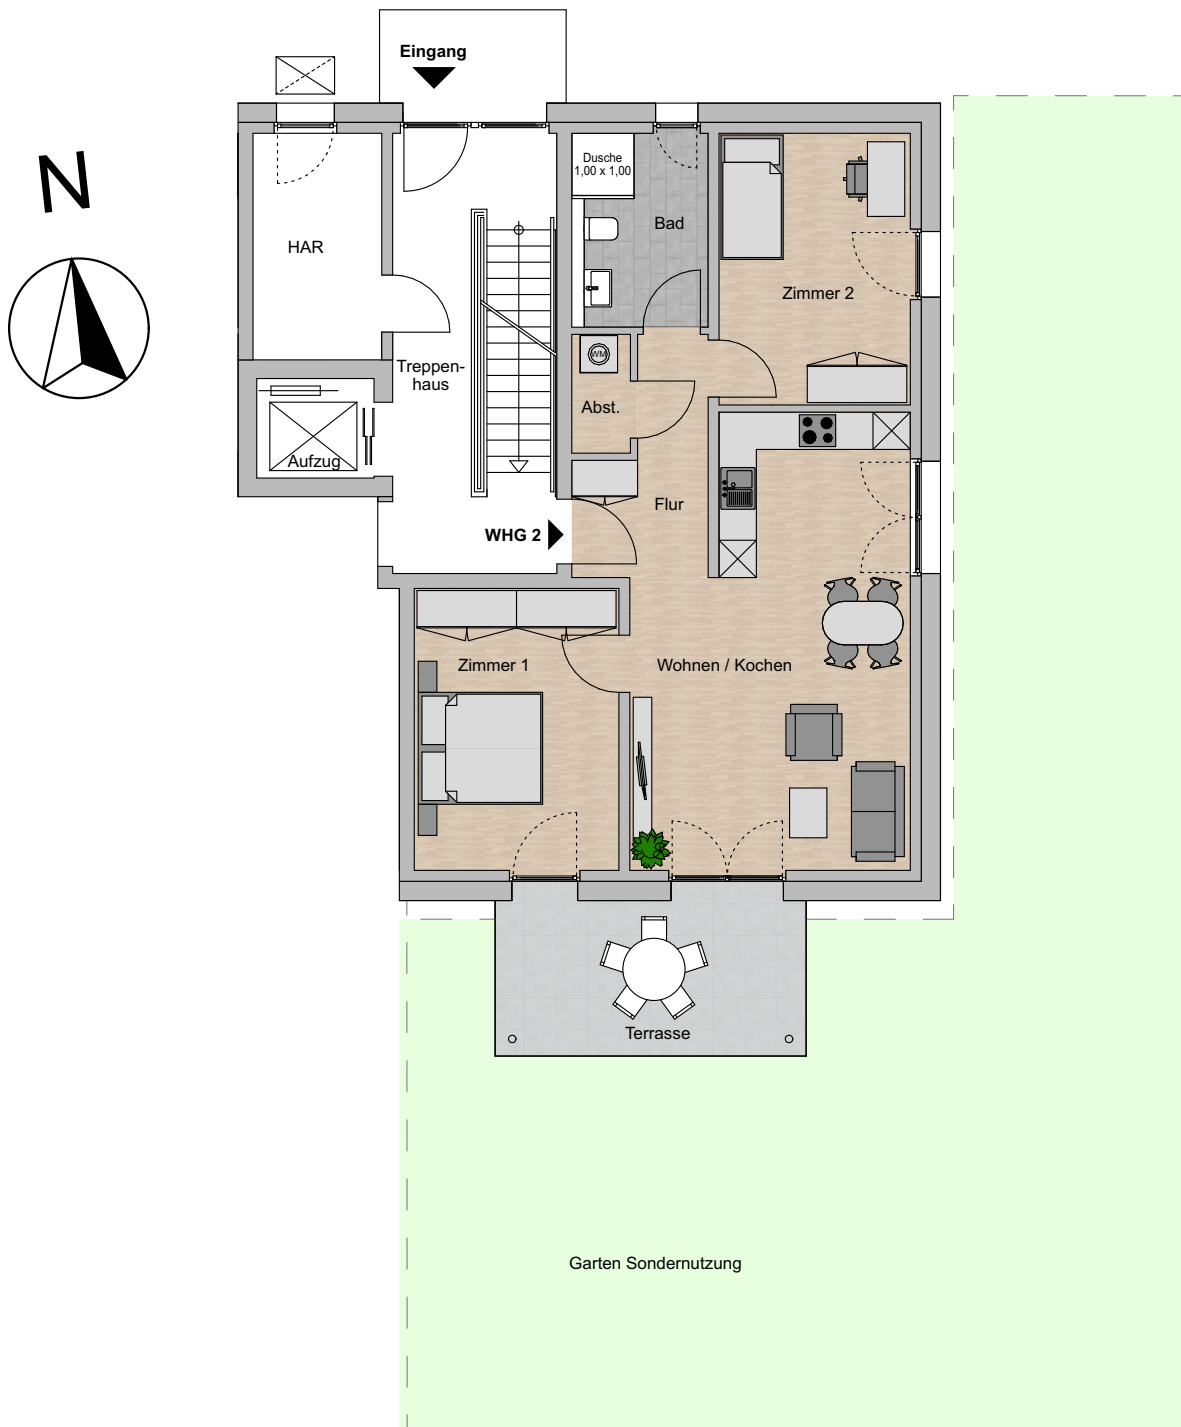 Eingang
N
Dusche
1,00 x 1,00
Bad
HAR
Zimmer 2
WM
Treppen-
haus
Abst.
Aufzug
Flur
WHG 2
Zimmer 1
Wohnen / Kochen
Terrasse
Garten Sondernutzung